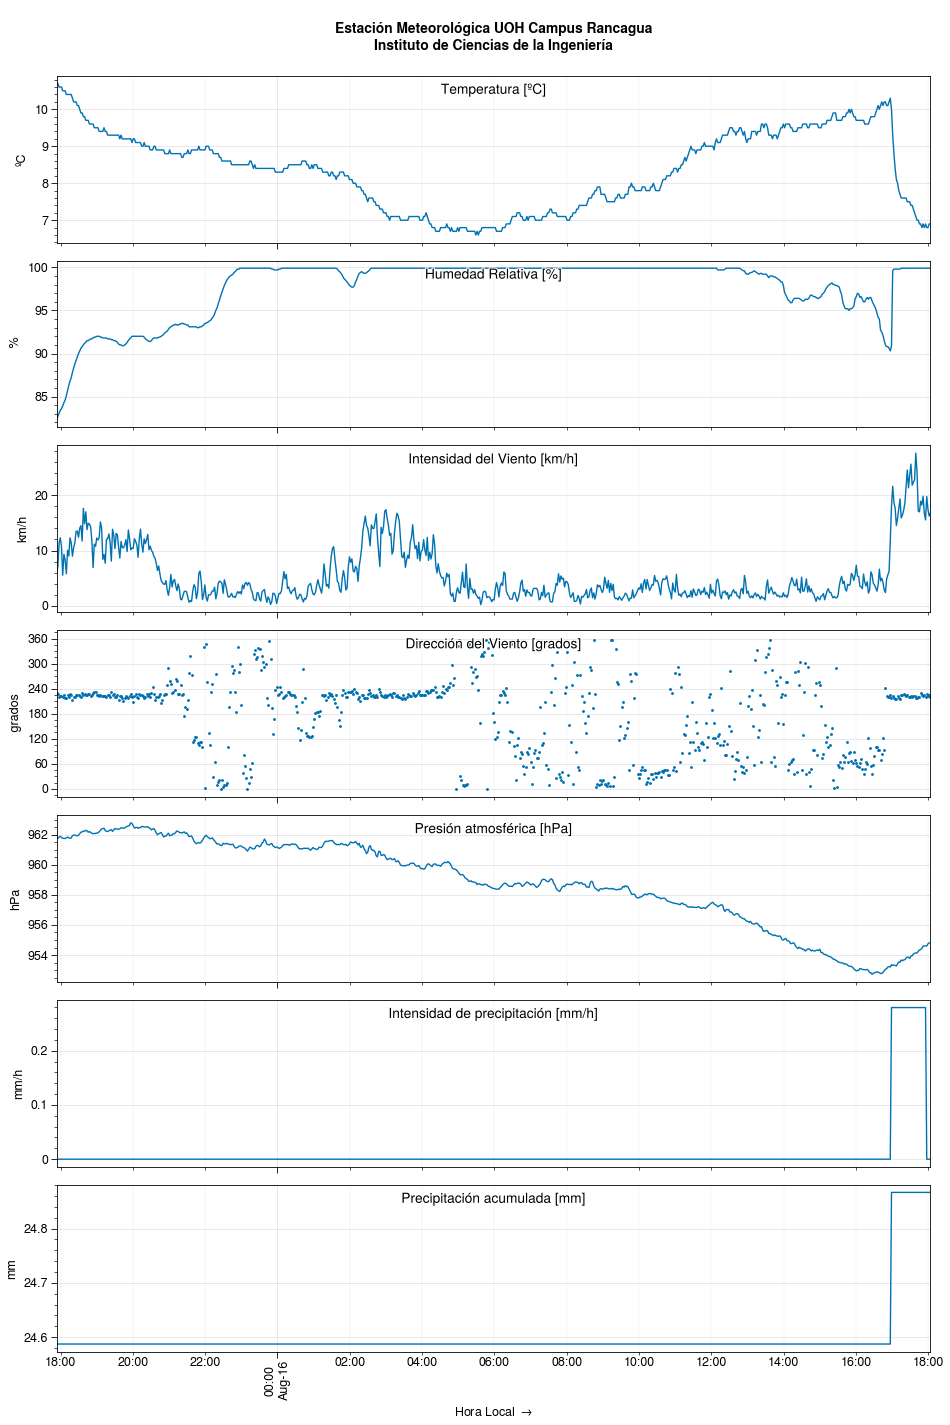 Estación Meteorológica UOH Campus Rancagua
Instituto de Ciencias de la Ingeniería
Temperatura [ºC]
10
9
8
7
ºC
Humedad Relativa [%]
100
95
90
85
%
Intensidad del Viento [km/h]
20
10
0
km/h
Dirección del Viento [grados]
360
300
240
180
120
60
0
grados
Presión atmosférica [hPa]
962
960
958
956
954
hPa
Intensidad de precipitación [mm/h]
0.2
0.1
0
mm/h
Precipitación acumulada [mm]
24.8
24.7
24.6
mm
18:00 20:00 22:00 00:00 02:00 04:00 06:00 08:00 10:00 12:00 14:00 16:00 18:00
Aug-16
Hora Local →